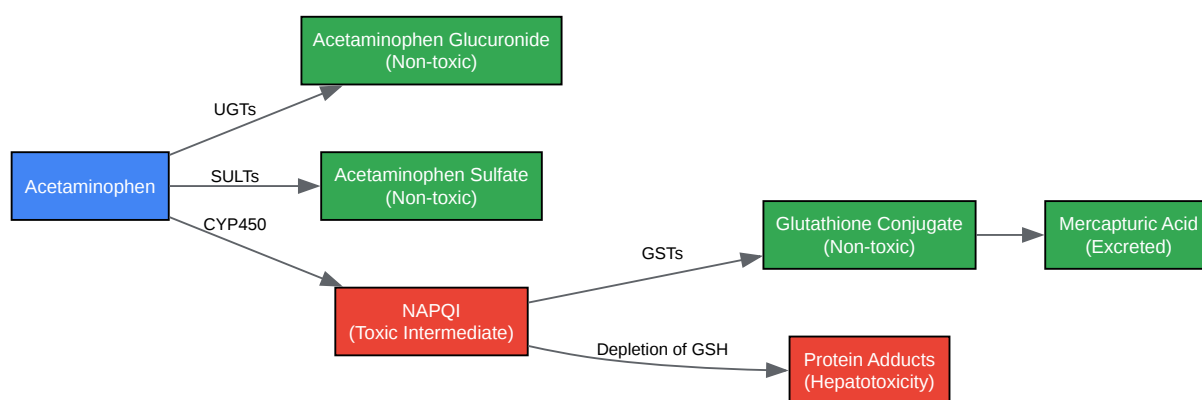 Acetaminophen Glucuronide
(Non-toxic)
UGTs
Acetaminophen
SULTs
Acetaminophen Sulfate
(Non-toxic)
CYP450
Glutathione Conjugate
(Non-toxic)
Mercapturic Acid
(Excreted)
GSTs
NAPQI
(Toxic Intermediate)
Depletion of GSH
Protein Adducts
(Hepatotoxicity)